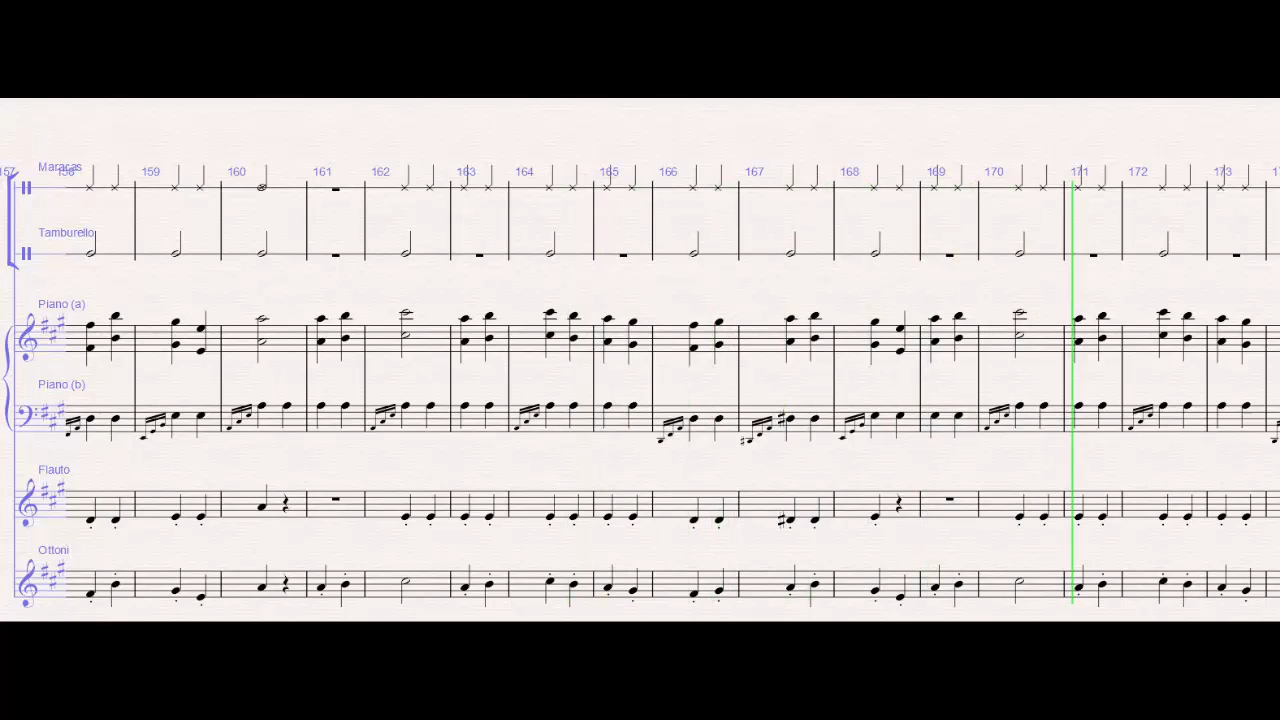 157 158 159 160 161 162 163 164 165 166 167 168 169 170 171 172 173
Maracas
Tamburello
Piano (a)
Piano (b)
Flauto
Ottoni